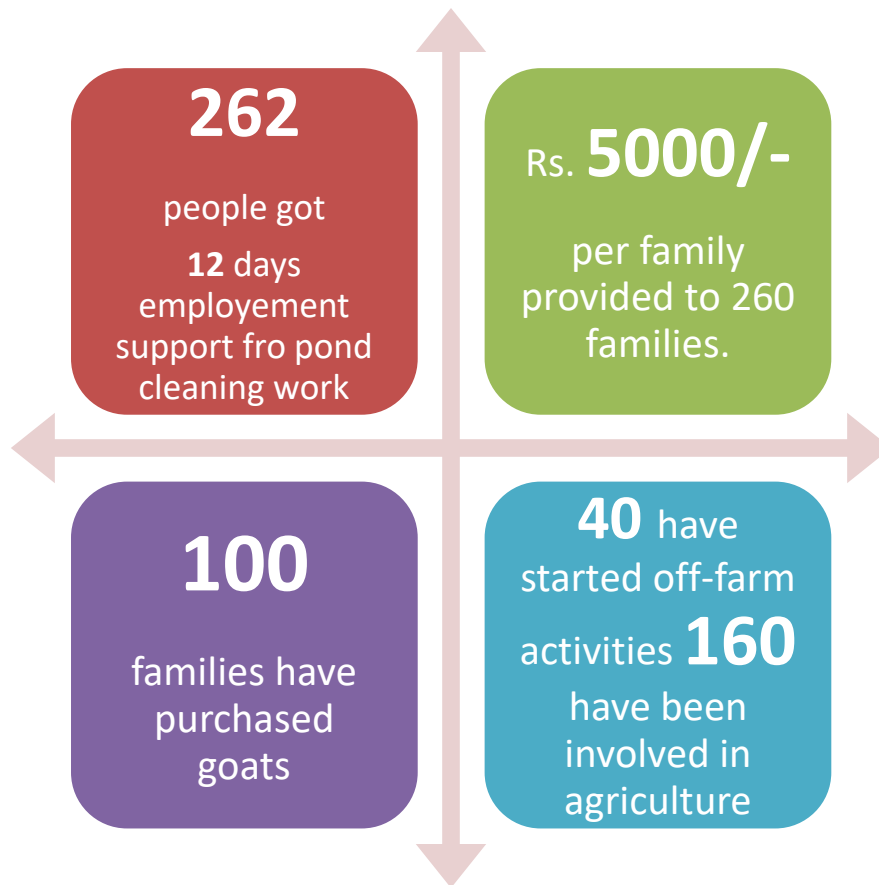 262
people got
12 days
employement
support fro pond
cleaning work
Rs. 5000/-
per family
provided to 260
families.
100
families have
purchased
goats
40 have
started off-farm
activities 160
have been
involved in
agriculture